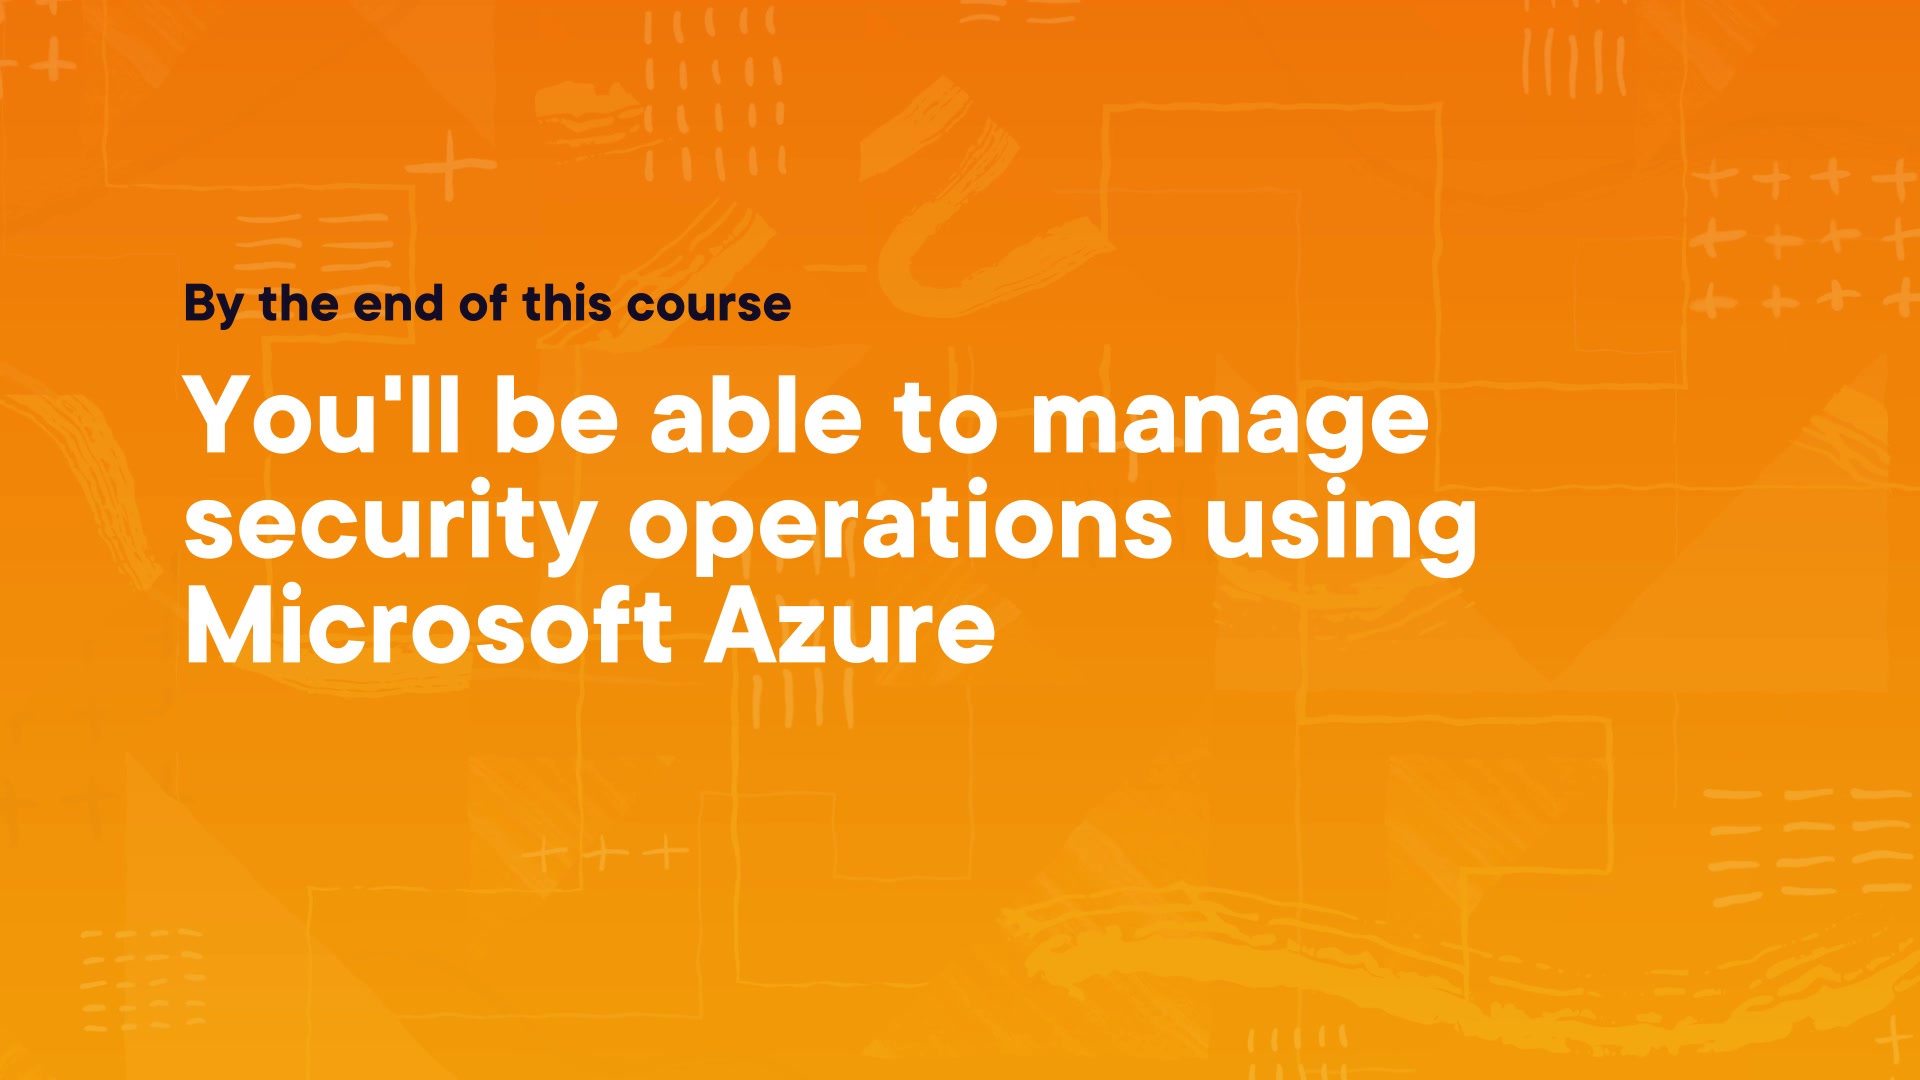 By the end of this course
You'll be able to manage
security operations using
Microsoft Azure